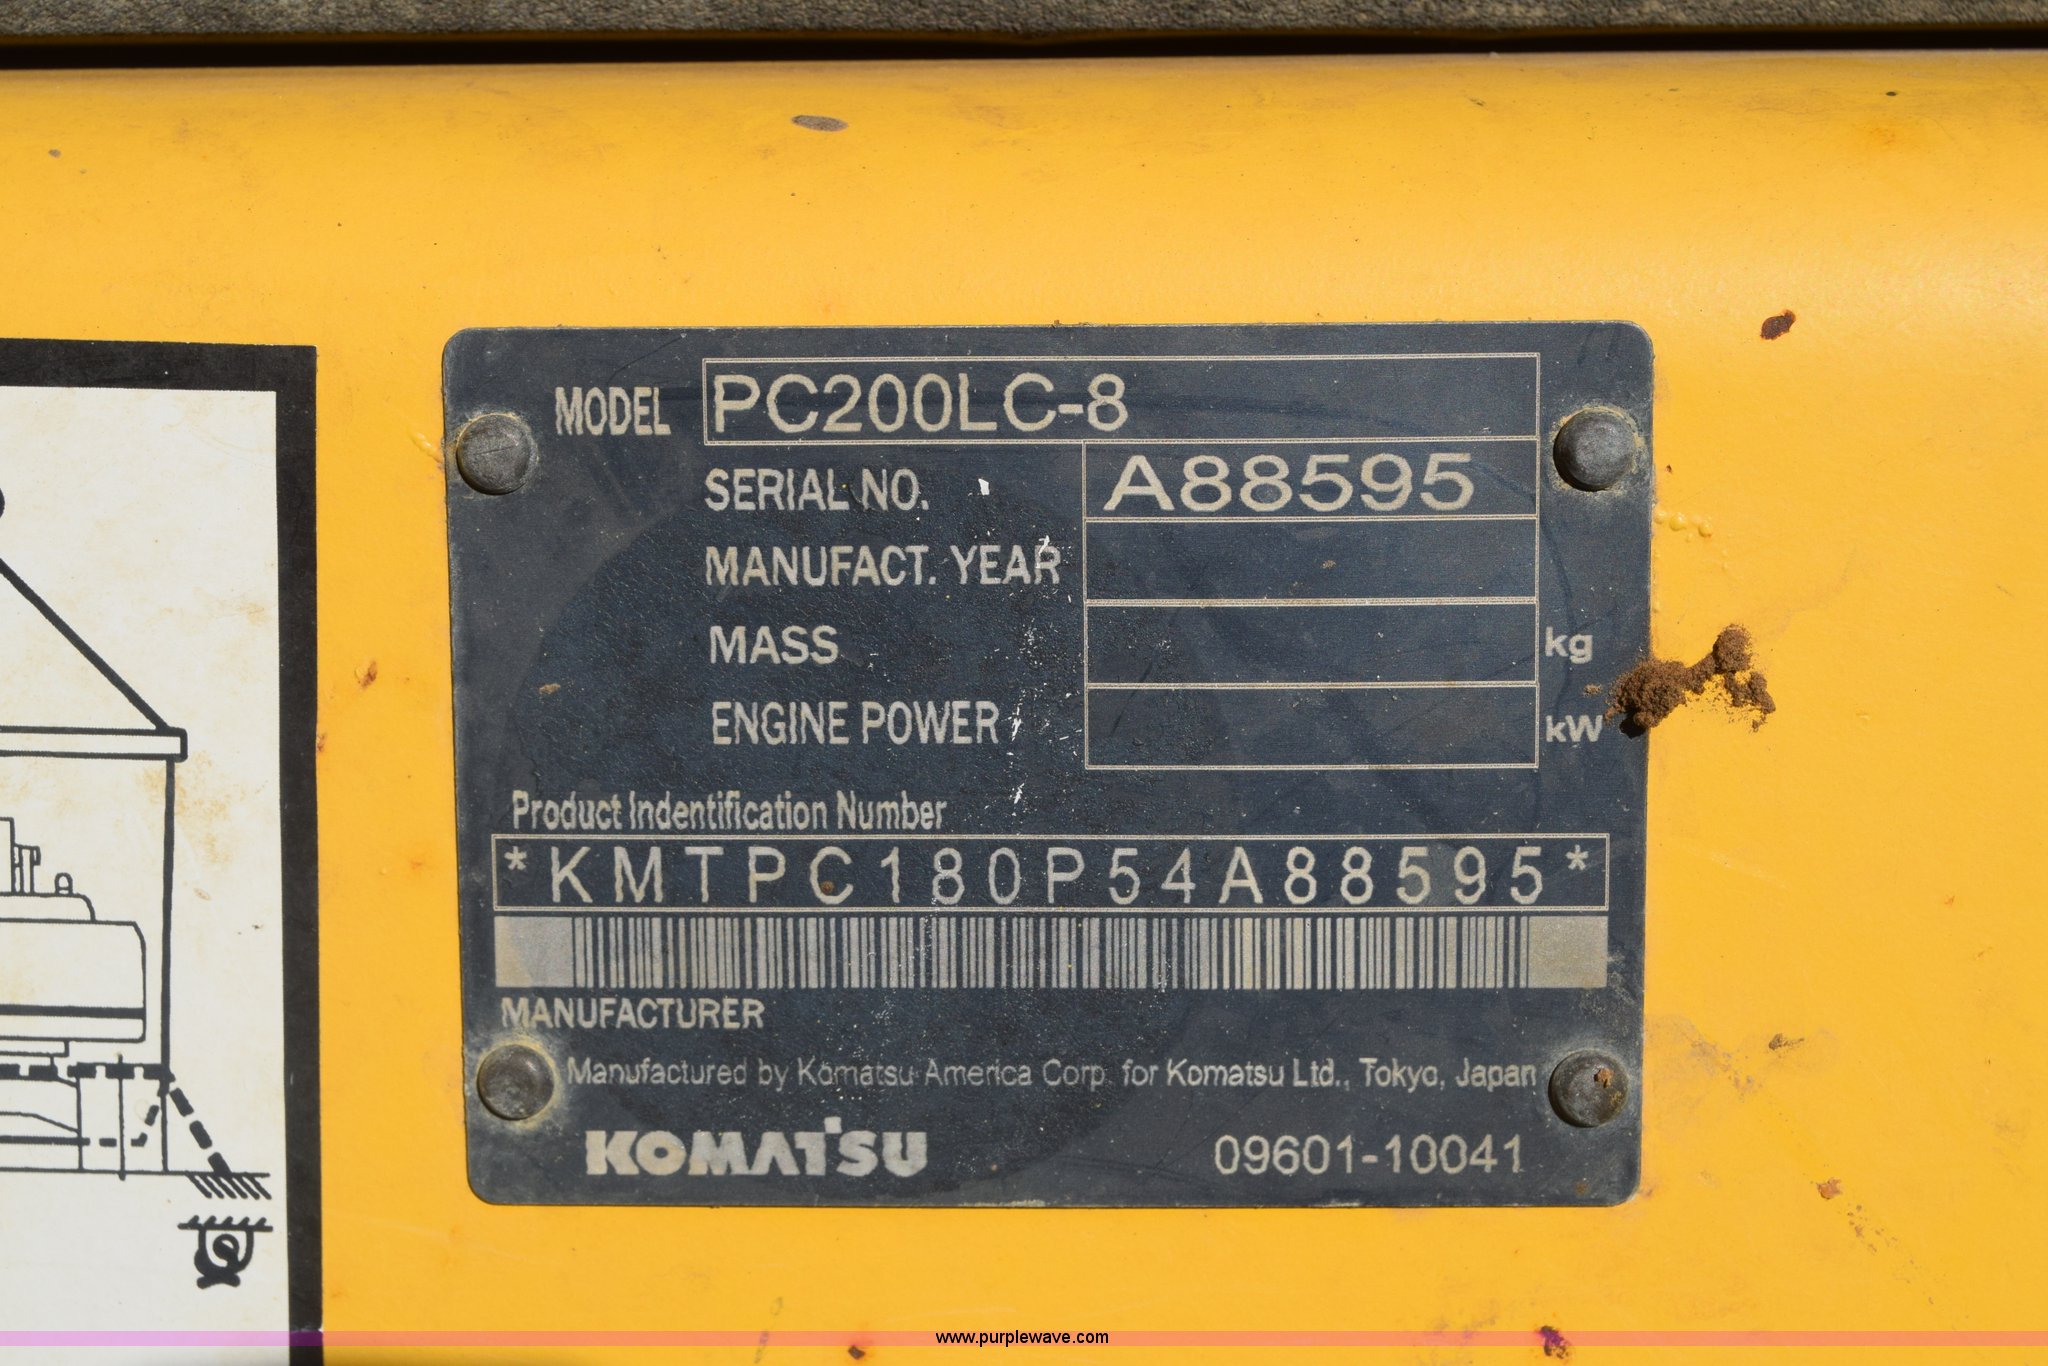 MODEL PC200LC-8
SERIAL NO. A88595
MANUFACT. YEAR
MASS kg
ENGINE POWER kW
Product Indentification Number
*KMTPC180P54A88595*
MANUFACTURER
Manufactured by Komatsu America Corp for Komatsu Ltd., Tokyo, Japan
KOMATSU 09601-10041
www.purplewave.com